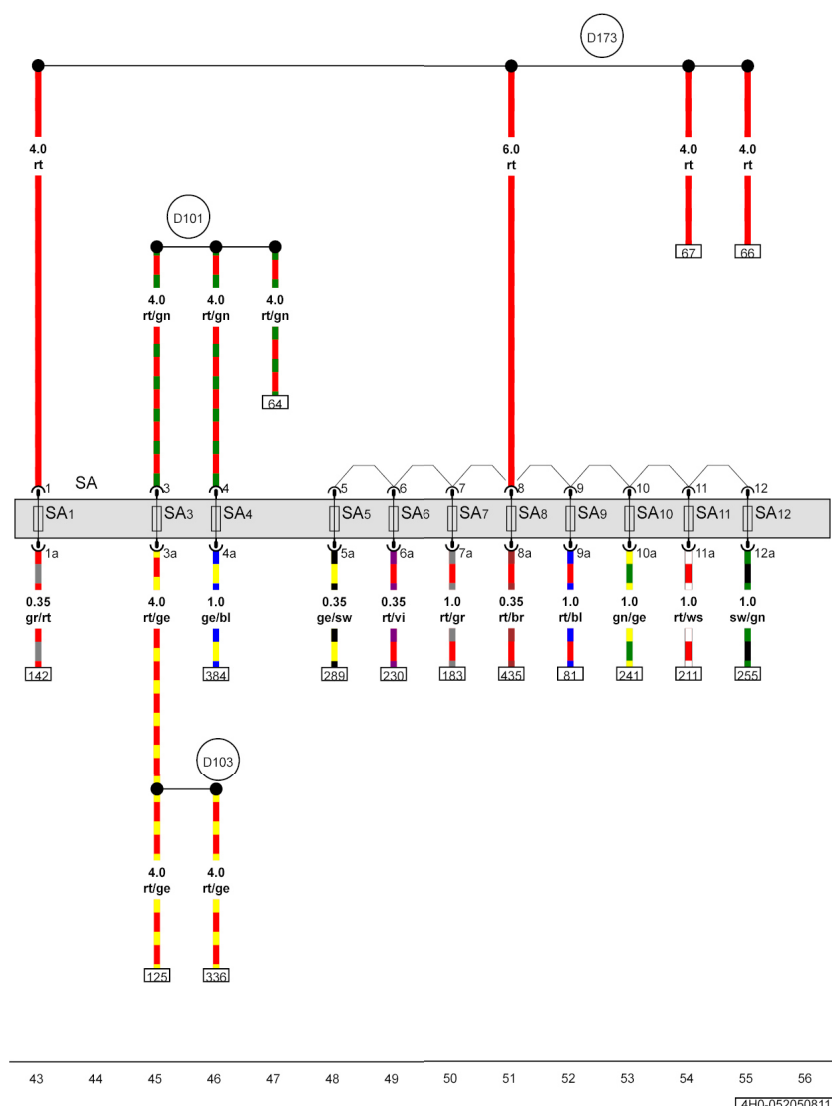 D173
4.0
rt
6.0
rt
4.0
rt
4.0
rt
D101
67
66
4.0
rt/gn
4.0
rt/gn
4.0
rt/gn
64
1
SA
3
4
5
6
7
8
9
10
11
12
SA1
SA3
SA4
SA5
SA6
SA7
SA8
SA9
SA10
SA11
SA12
1a
3a
4a
5a
6a
7a
8a
9a
10a
11a
12a
0.35
gr/rt
4.0
rt/ge
1.0
ge/bl
0.35
ge/sw
0.35
rt/vi
1.0
rt/gr
0.35
rt/br
1.0
rt/bl
1.0
gn/ge
1.0
rt/ws
1.0
sw/gn
142
384
289
230
183
435
81
241
211
255
D103
4.0
rt/ge
4.0
rt/ge
125
336
43 44 45 46 47 48 49 50 51 52 53 54 55 56
4H0-052050811